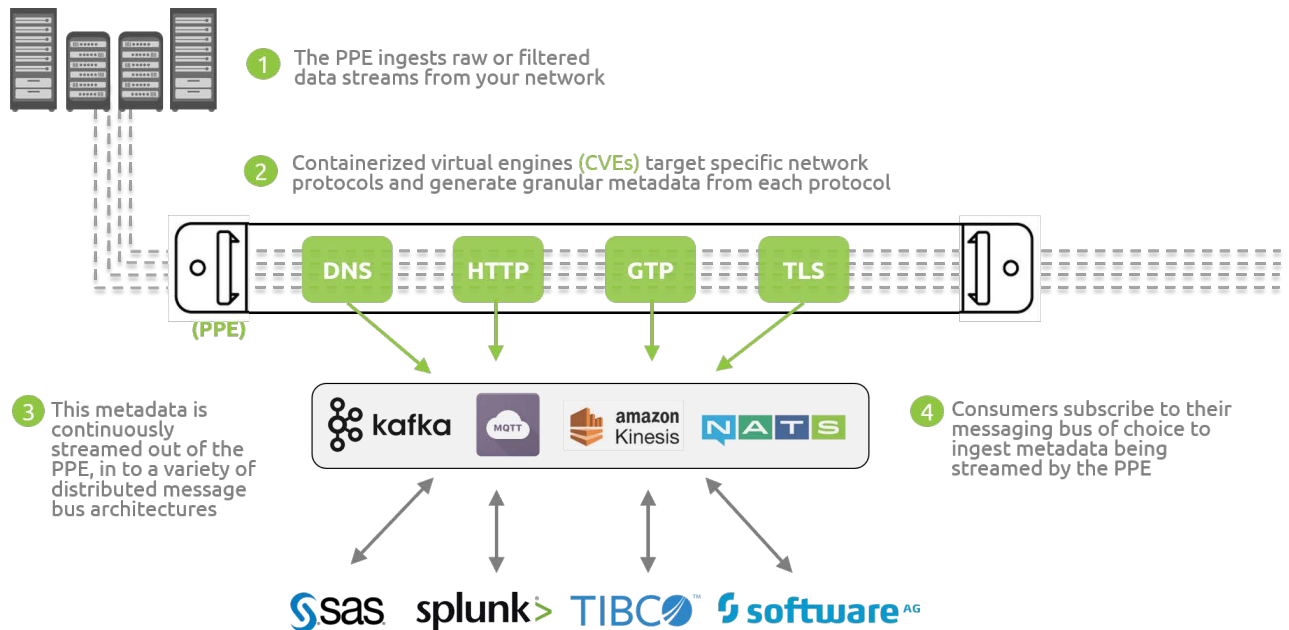 1
The PPE ingests raw or filtered
data streams from your network
2
Containerized virtual engines (CVEs) target specific network
protocols and generate granular metadata from each protocol
DNS
HTTP
GTP
TLS
(PPE)
3
This metadata is
continuously
streamed out of the
PPE, in to a variety of
distributed message
bus architectures
kafka
MQTT
amazon
Kinesis
NATS
4
Consumers subscribe to their
messaging bus of choice to
ingest metadata being
streamed by the PPE
sas
splunk>
TIBCO™
software AG